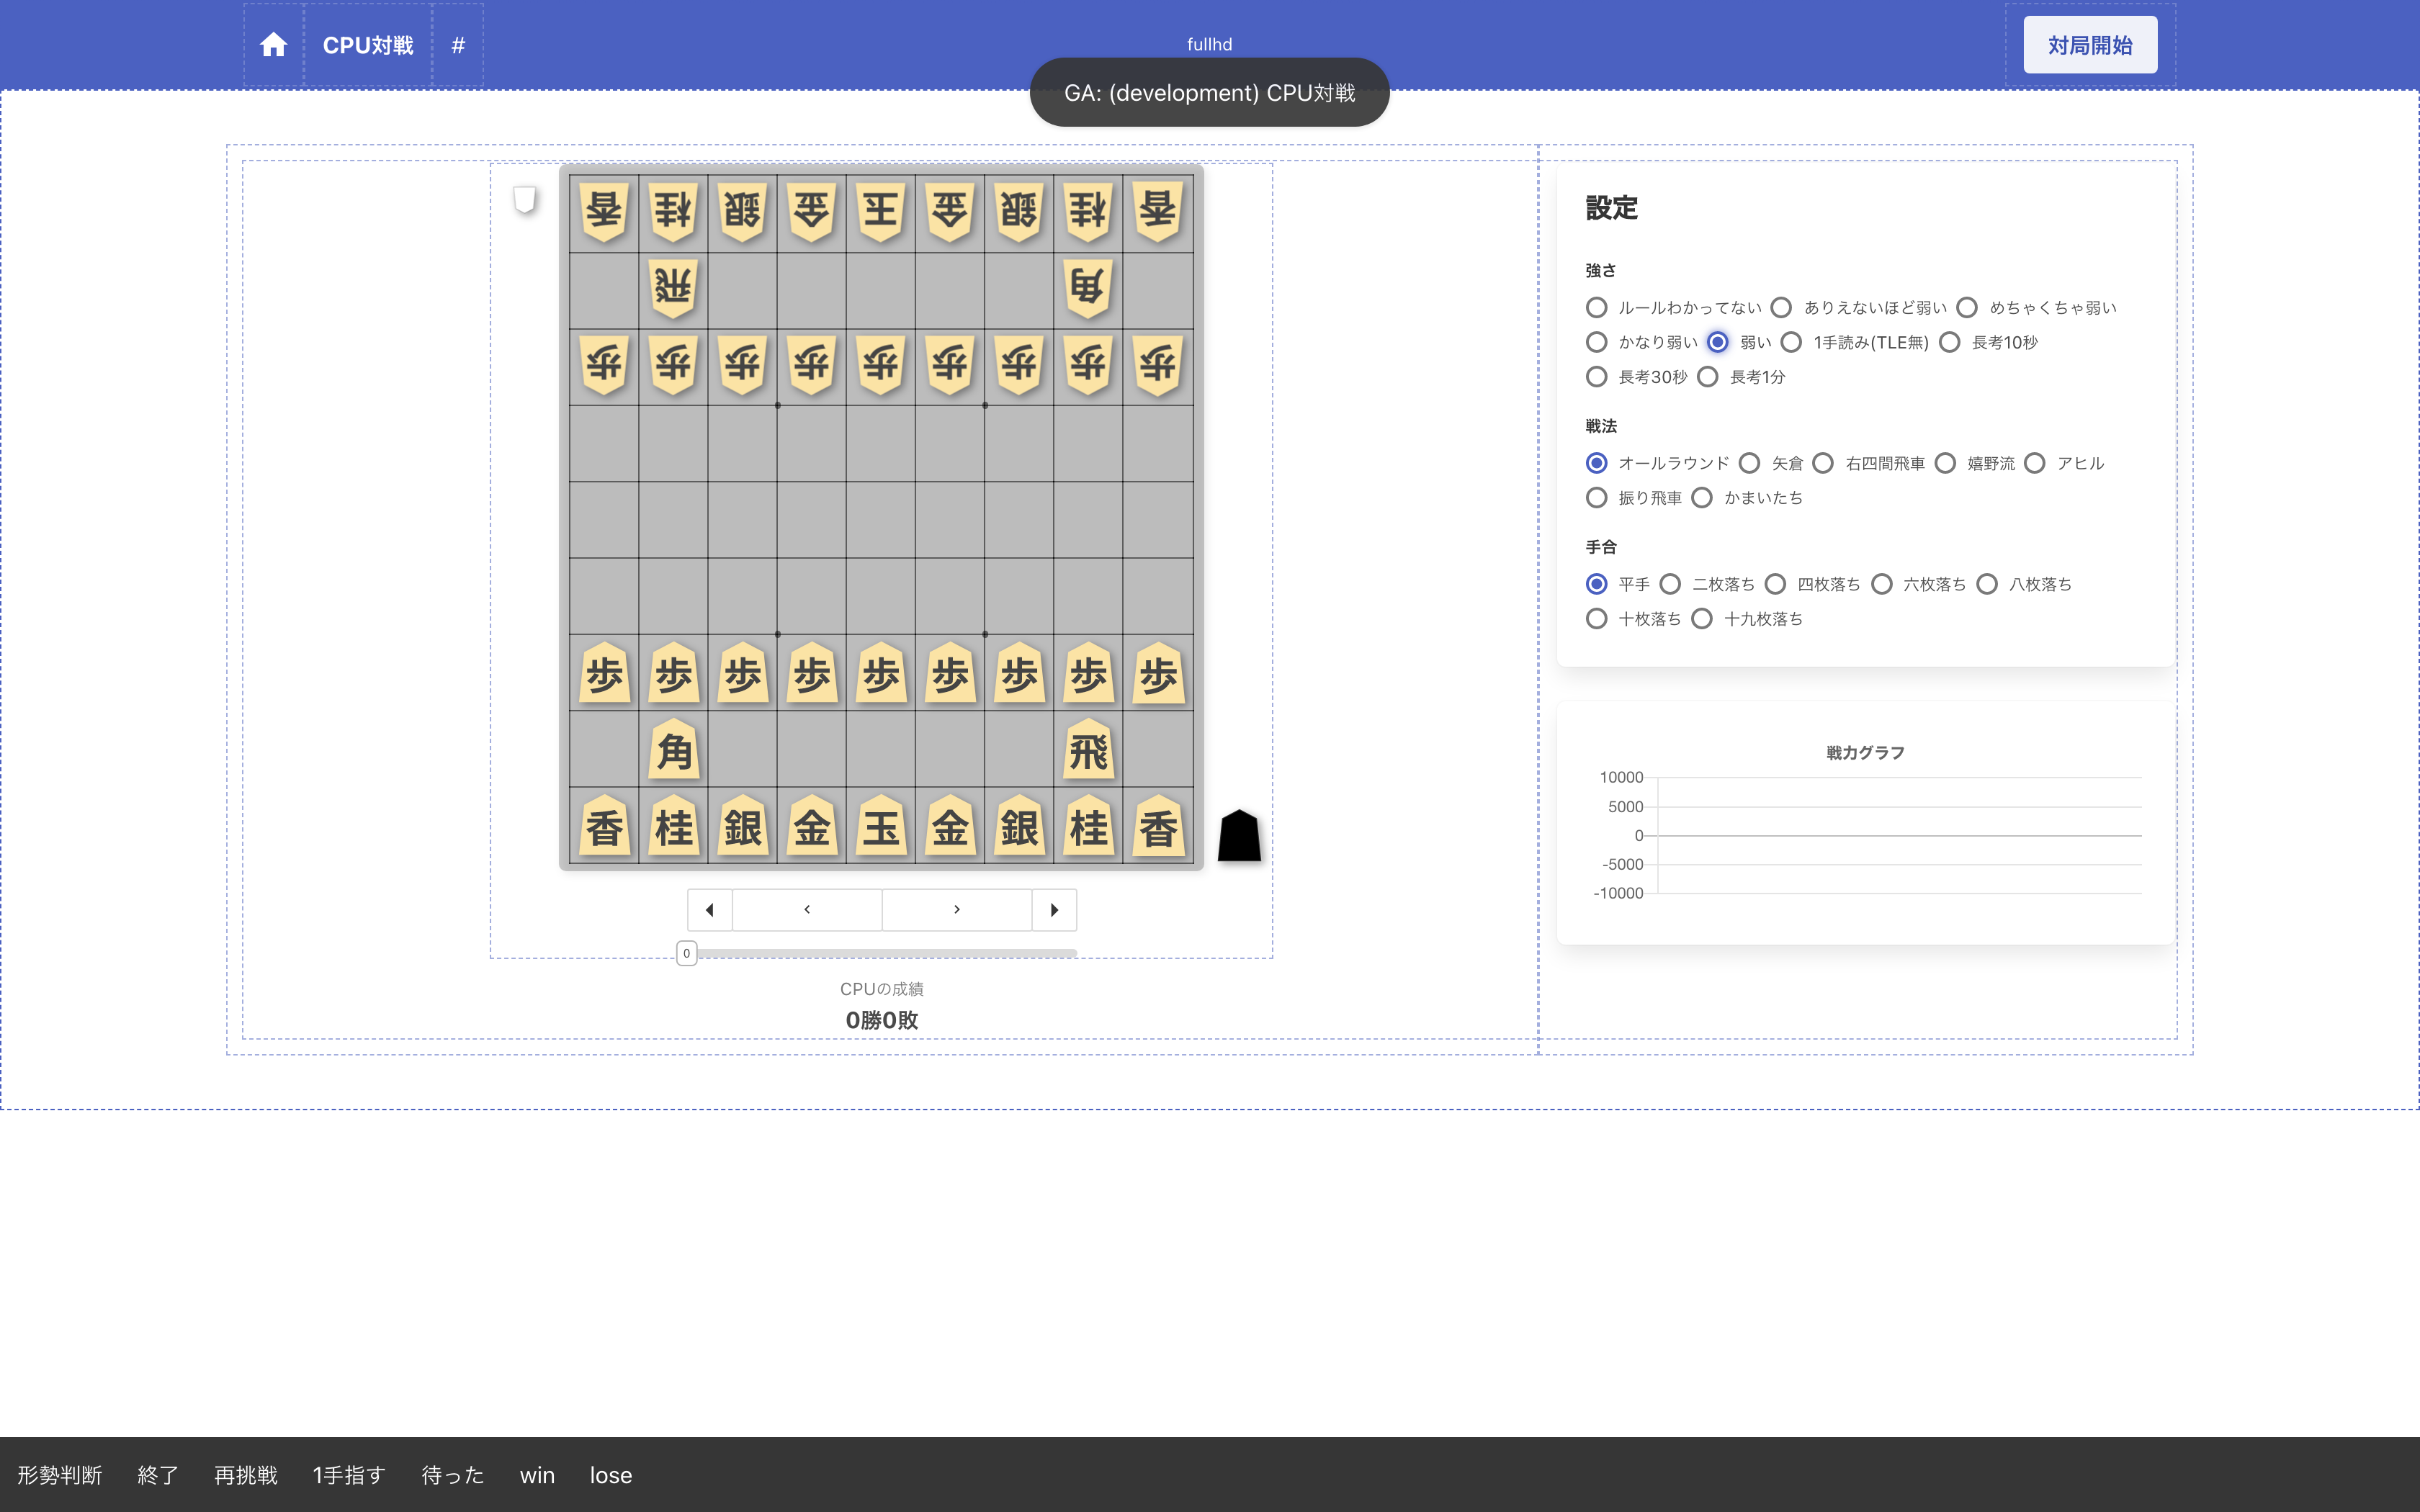 CPU対戦 #
fullhd
対局開始
GA: (development) CPU対戦
香 桂 銀 金 玉 金 銀 桂 香
飛 角
歩 歩 歩 歩 歩 歩 歩 歩 歩
歩 歩 歩 歩 歩 歩 歩 歩 歩
角 飛
香 桂 銀 金 玉 金 銀 桂 香
0
CPUの成績
0勝0敗
設定
強さ
ルールわかってない ありえないほど弱い めちゃくちゃ弱い
かなり弱い 弱い 1手読み(TLE無) 長考10秒
長考30秒 長考1分
戦法
オールラウンド 矢倉 右四間飛車 嬉野流 アヒル
振り飛車 かまいたち
手合
平手 二枚落ち 四枚落ち 六枚落ち 八枚落ち
十枚落ち 十九枚落ち
戦力グラフ
10000
5000
0
-5000
-10000
形勢判断 終了 再挑戦 1手指す 待った win lose